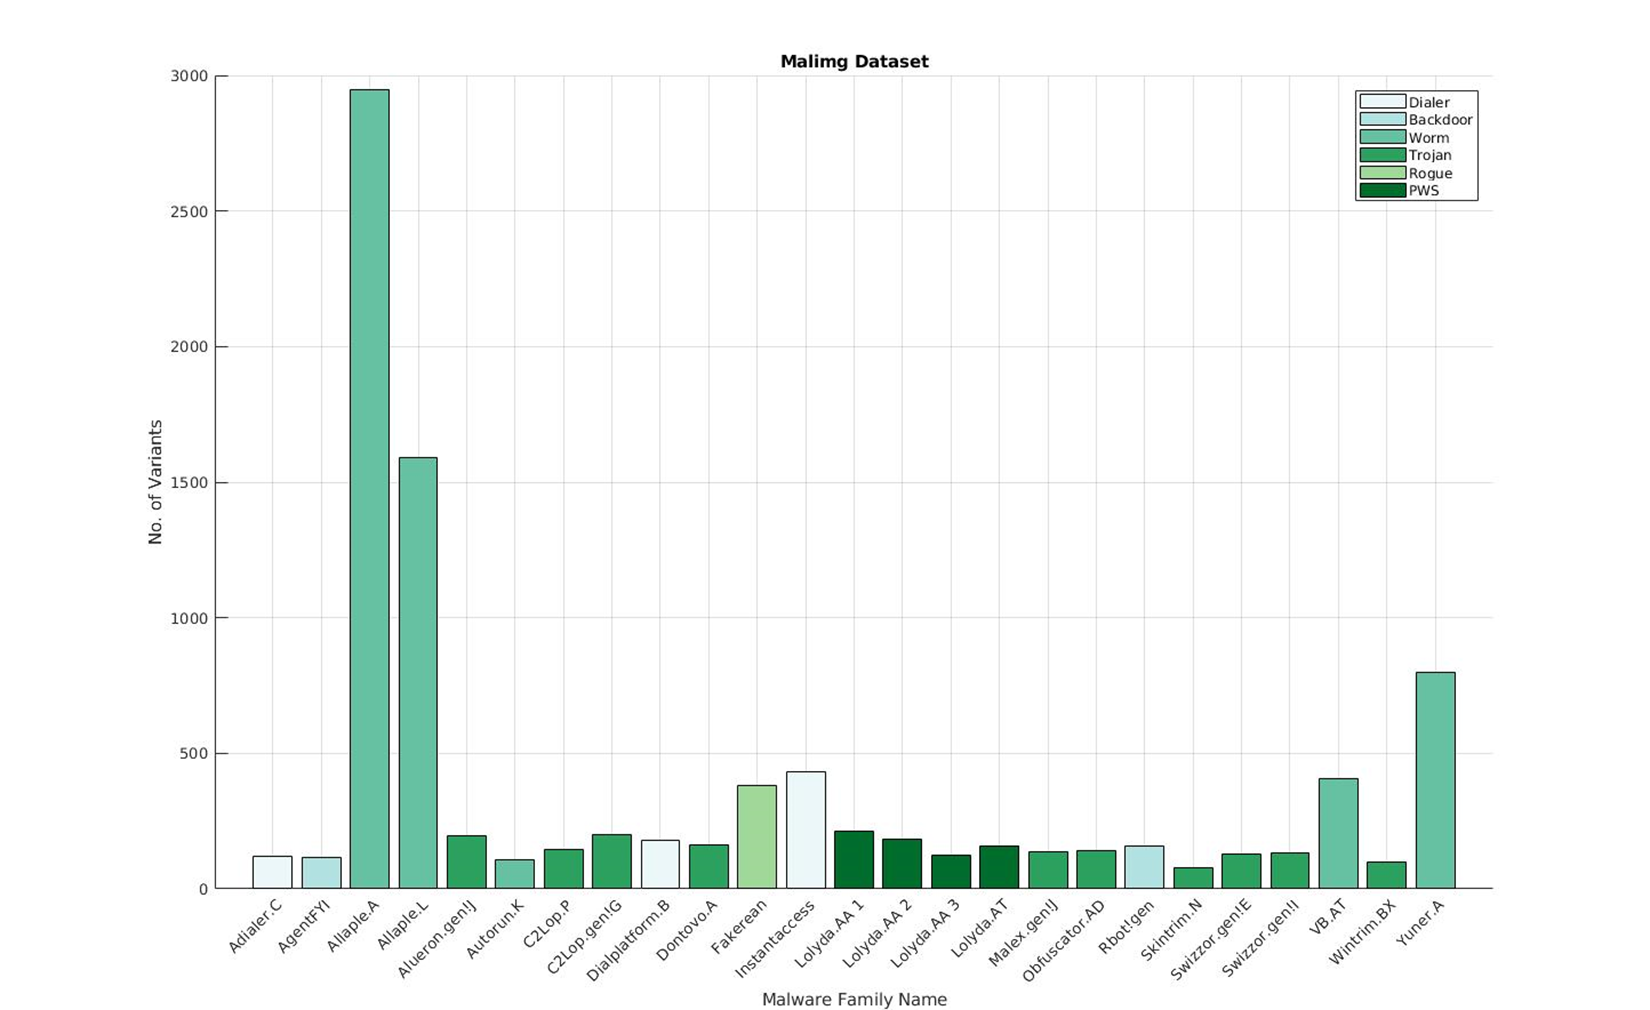 Malimg Dataset
3000
2500
2000
1500
1000
500
0
No. of Variants
Dialer
Backdoor
Worm
Trojan
Rogue
PWS
Adialer.C
AgentFYI
Allaple.A
Allaple.L
Alueron.gen!J
Autorun.K
C2Lop.P
C2Lop.gen!G
Dialplatform.B
Dontovo.A
Fakerean
Instantaccess
Lolyda.AA 1
Lolyda.AA 2
Lolyda.AA 3
Lolyda.AT
Malex.gen!J
Obfuscator.AD
Rbot!gen
Skintrim.N
Swizzor.gen!E
Swizzor.gen!I
VB.AT
Wintrim.BX
Yuner.A
Malware Family Name